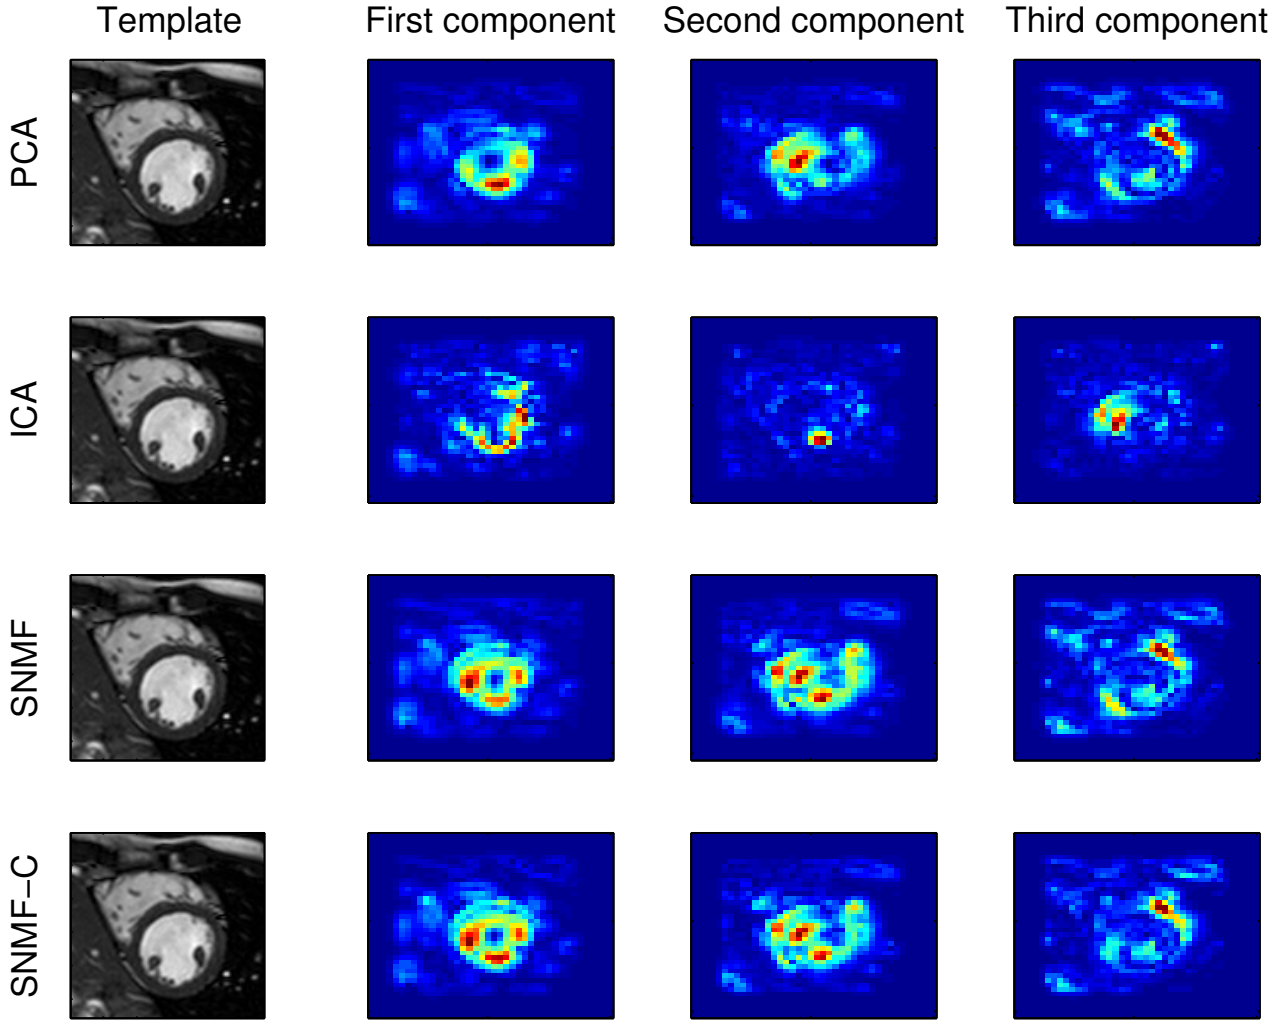 Template First component Second component Third component
PCA
ICA
SNMF
SNMF−C